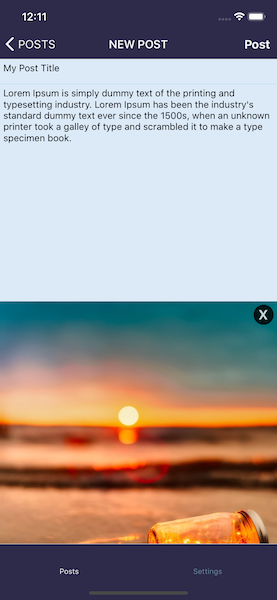 12:11
POSTS NEW POST Post
My Post Title
Lorem Ipsum is simply dummy text of the printing and
typesetting industry. Lorem Ipsum has been the industry's
standard dummy text ever since the 1500s, when an unknown
printer took a galley of type and scrambled it to make a type
specimen book.
X
Posts Settings